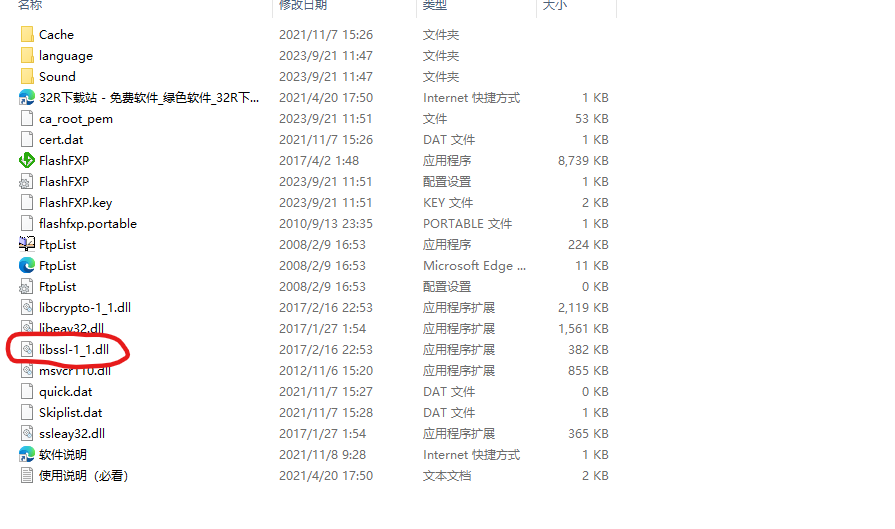 名称 修改日期 类型 大小
Cache 2021/11/7 15:26 文件夹
language 2023/9/21 11:47 文件夹
Sound 2023/9/21 11:47 文件夹
32R下载站 - 免费软件_绿色软件_32R下... 2021/4/20 17:50 Internet 快捷方式 1 KB
ca_root_pem 2023/9/21 11:51 文件 53 KB
cert.dat 2021/11/7 15:26 DAT 文件 1 KB
FlashFXP 2017/4/2 1:48 应用程序 8,739 KB
FlashFXP 2023/9/21 11:51 配置设置 1 KB
FlashFXP.key 2023/9/21 11:51 KEY 文件 2 KB
flashfxp.portable 2010/9/13 23:35 PORTABLE 文件 1 KB
FtpList 2008/2/9 16:53 应用程序 224 KB
FtpList 2008/2/9 16:53 Microsoft Edge ... 11 KB
FtpList 2008/2/9 16:53 配置设置 0 KB
libcrypto-1_1.dll 2017/2/16 22:53 应用程序扩展 2,119 KB
libeay32.dll 2017/1/27 1:54 应用程序扩展 1,561 KB
libssl-1_1.dll 2017/2/16 22:53 应用程序扩展 382 KB
msvcr110.dll 2012/11/6 15:20 应用程序扩展 855 KB
quick.dat 2021/11/7 15:27 DAT 文件 0 KB
Skiplist.dat 2021/11/7 15:28 DAT 文件 1 KB
ssleay32.dll 2017/1/27 1:54 应用程序扩展 365 KB
软件说明 2021/11/8 9:28 Internet 快捷方式 1 KB
使用说明（必看） 2021/4/20 17:50 文本文档 2 KB